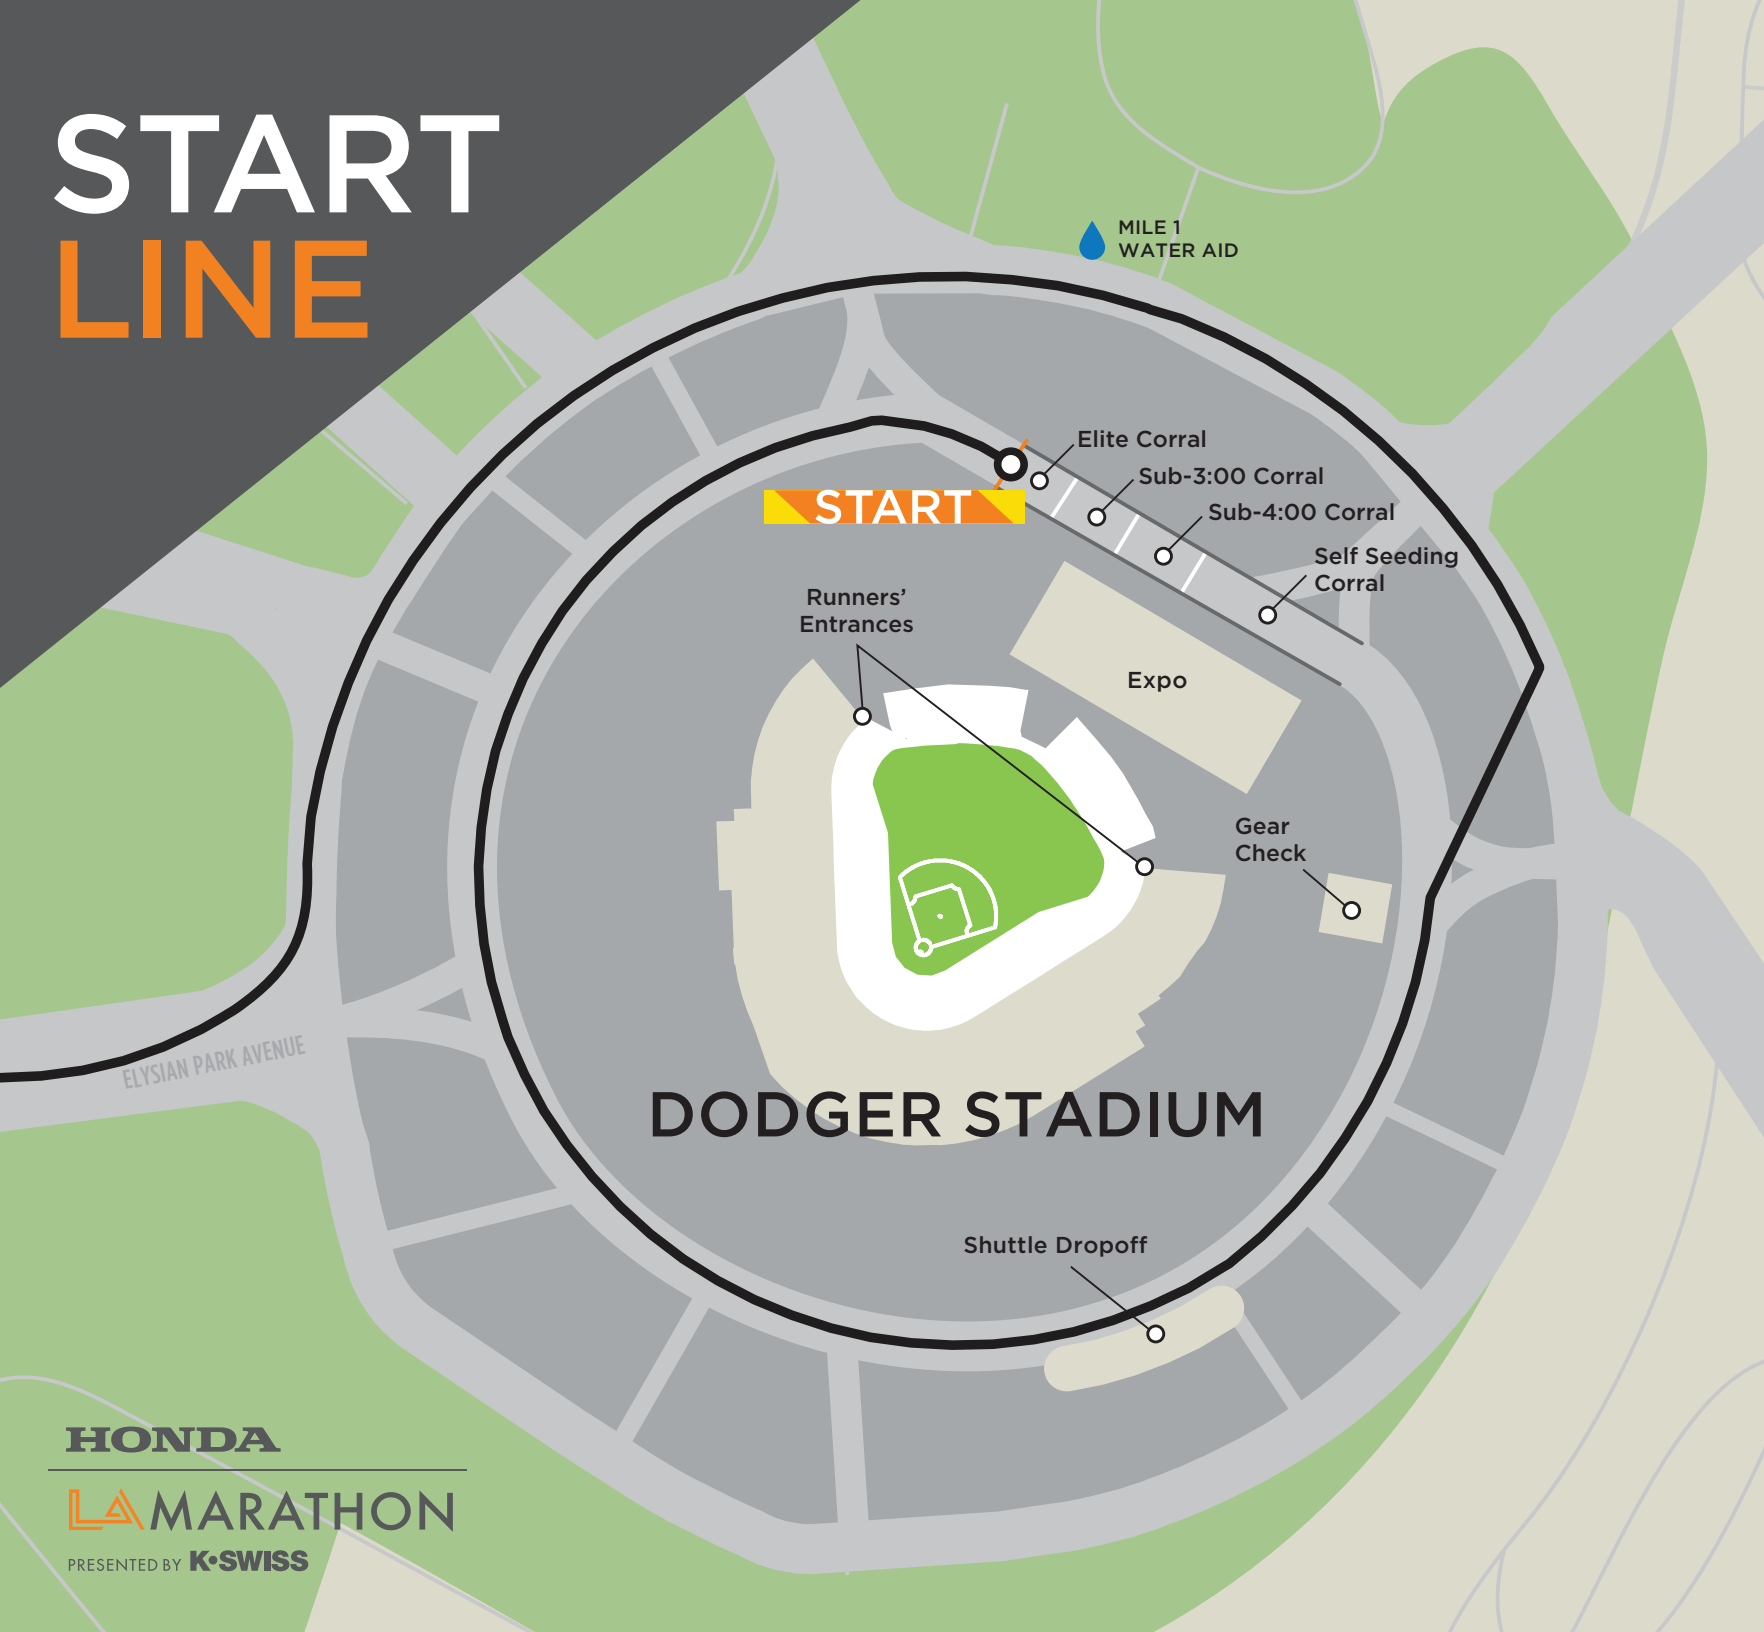 START
LINE
MILE 1
WATER AID
Elite Corral
Sub-3:00 Corral
START
Sub-4:00 Corral
Self Seeding
Corral
Runners’
Entrances
Expo
Gear
Check
ELYSIAN PARK AVENUE
DODGER STADIUM
Shuttle Dropoff
HONDA
LA MARATHON
PRESENTED BY K•SWISS